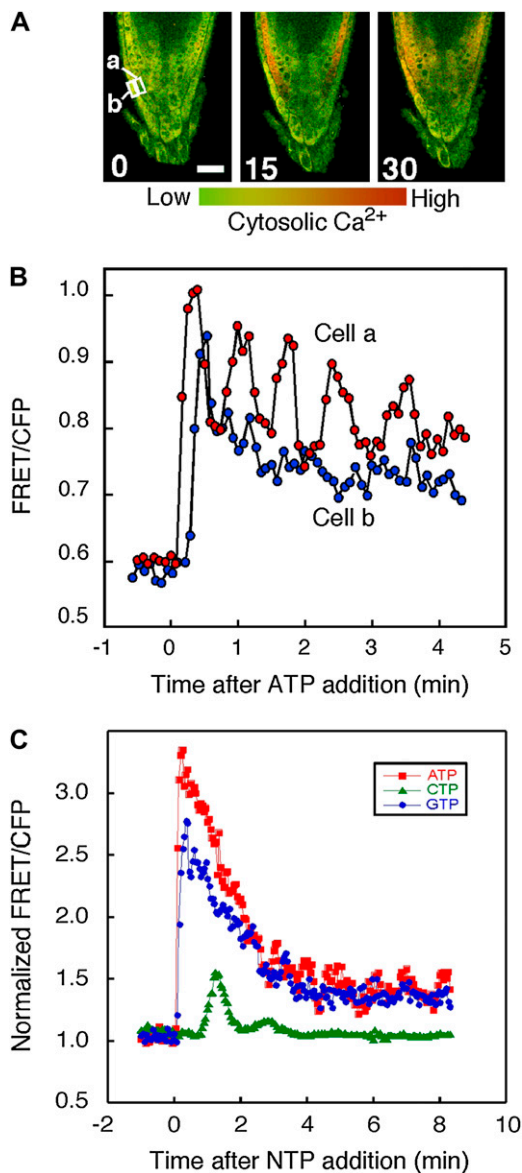 A
a
b
0
15
30
Low High
Cytosolic Ca²⁺
B
FRET/CFP
1.0
0.9
0.8
0.7
0.6
0.5
Cell a
Cell b
-1 0 1 2 3 4 5
Time after ATP addition (min)
C
Normalized FRET/CFP
3.0
2.5
2.0
1.5
1.0
0.5
ATP
CTP
GTP
-2 0 2 4 6 8 10
Time after NTP addition (min)